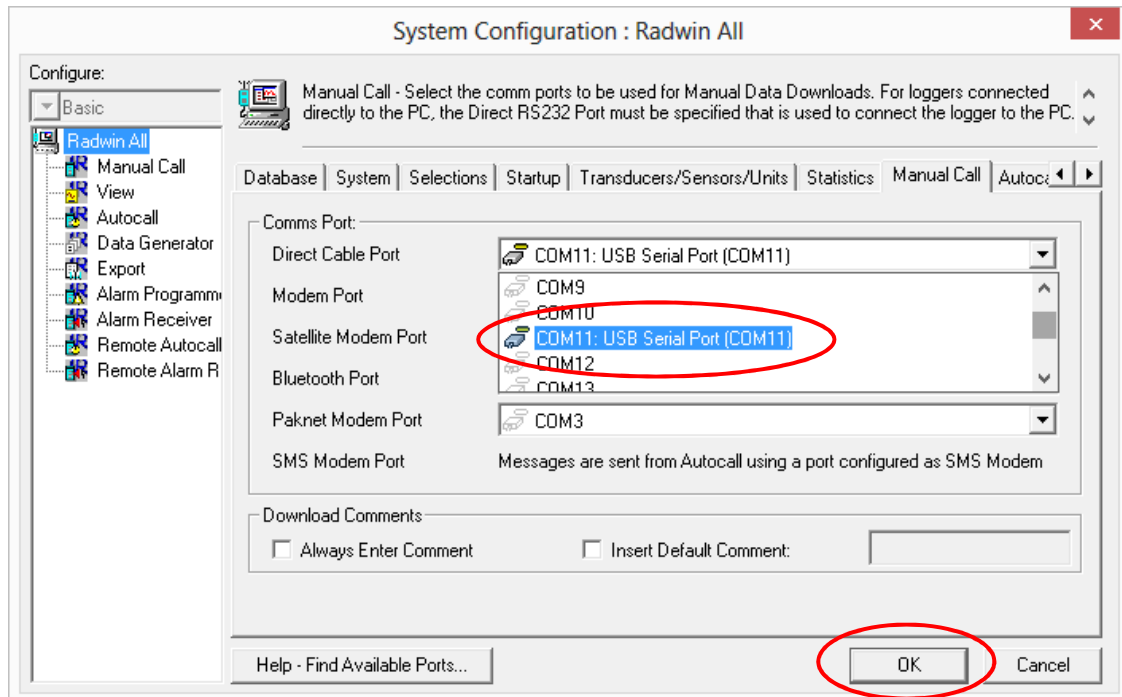 System Configuration : Radwin All
Configure:
Basic
Radwin All
Manual Call
View
Autocall
Data Generator
Export
Alarm Programm
Alarm Receiver
Remote Autocall
Remote Alarm R
Manual Call - Select the comm ports to be used for Manual Data Downloads. For loggers connected
directly to the PC, the Direct RS232 Port must be specified that is used to connect the logger to the PC.
Database System Selections Startup Transducers/Sensors/Units Statistics Manual Call Autoca
Comms Port:
Direct Cable Port COM11: USB Serial Port (COM11)
COM9
Modem Port
COM10
Satellite Modem Port COM11: USB Serial Port (COM11)
COM12
Bluetooth Port
COM13
Paknet Modem Port COM3
SMS Modem Port Messages are sent from Autocall using a port configured as SMS Modem
Download Comments
Always Enter Comment Insert Default Comment:
Help - Find Available Ports... OK Cancel